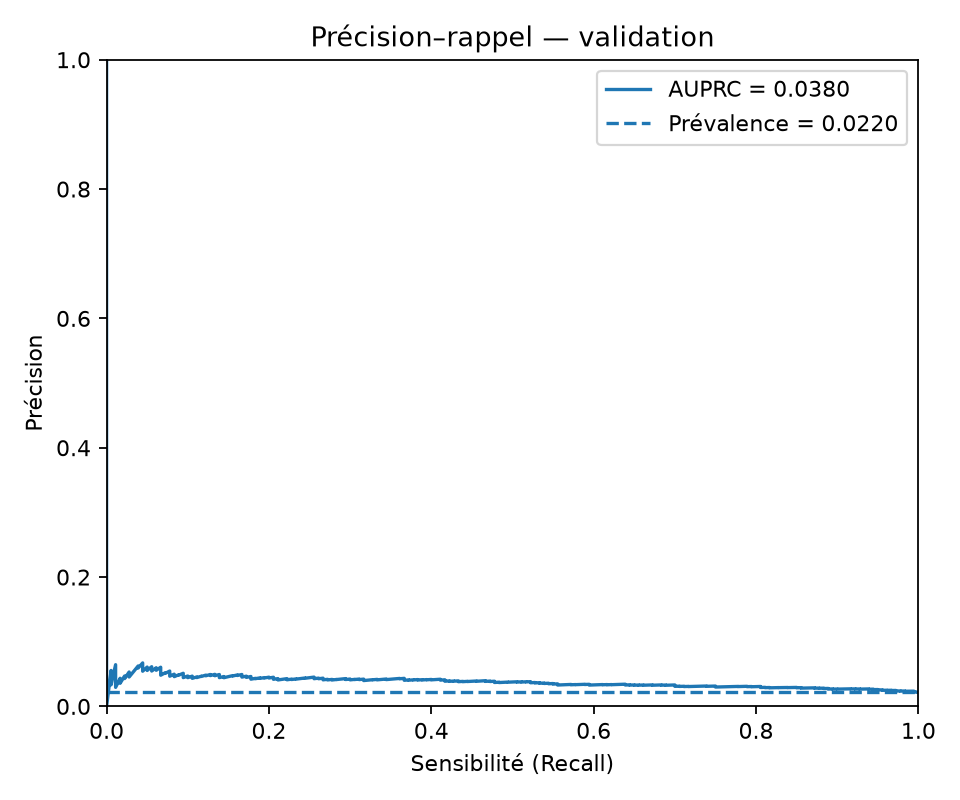 Précision–rappel — validation
AUPRC = 0.0380
Prévalence = 0.0220
Précision
1.0
0.8
0.6
0.4
0.2
0.0
0.0 0.2 0.4 0.6 0.8 1.0
Sensibilité (Recall)